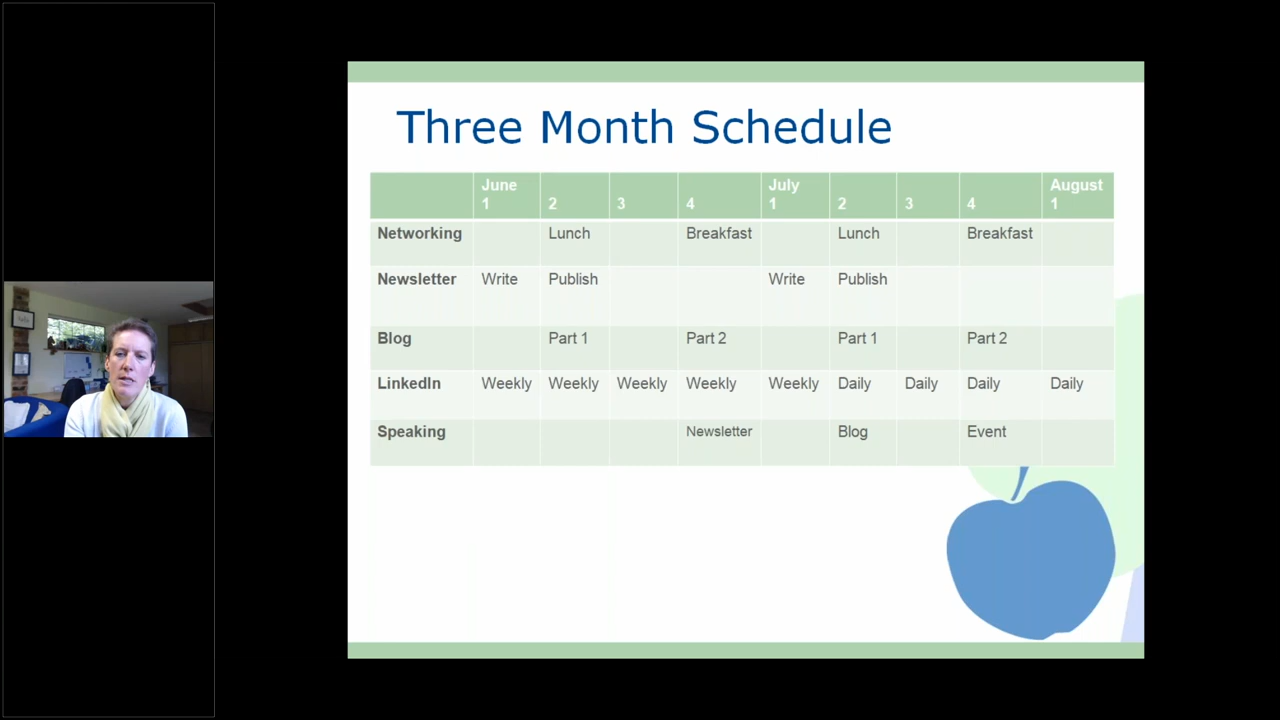 Three Month Schedule
June July August
1 2 3 4 1 2 3 4 1
Networking Lunch Breakfast Lunch Breakfast
Newsletter Write Publish Write Publish
Blog Part 1 Part 2 Part 1 Part 2
LinkedIn Weekly Weekly Weekly Weekly Weekly Daily Daily Daily Daily
Speaking Newsletter Blog Event